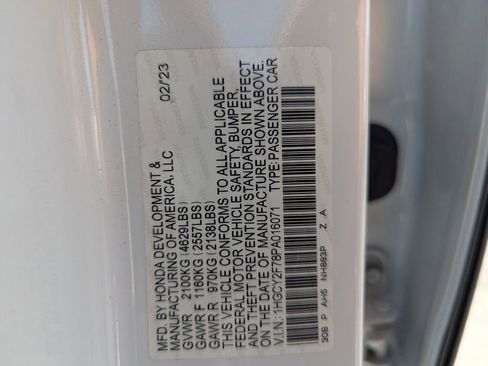 MFD. BY HONDA DEVELOPMENT & 02/23
MANUFACTURING OF AMERICA, LLC
GVWR 2100KG (4629LBS)
GAWR F 1160KG (2557LBS)
GAWR R 970KG (2138LBS)
THIS VEHICLE CONFORMS TO ALL APPLICABLE
FEDERAL MOTOR VEHICLE SAFETY, BUMPER,
AND THEFT PREVENTION STANDARDS IN EFFECT
ON THE DATE OF MANUFACTURE SHOWN ABOVE.
V.I.N.: 1HGCY2F78PA016071 TYPE: PASSENGER CAR
30B P AH5 NH883P Z A